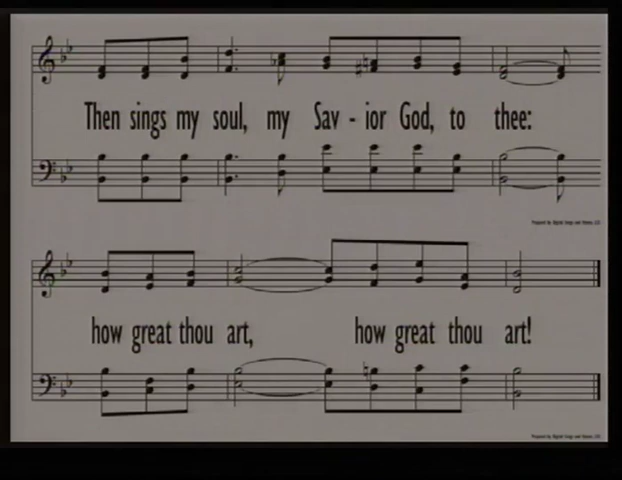 Then sings my soul, my Sav - ior God, to thee:
how great thou art, how great thou art!